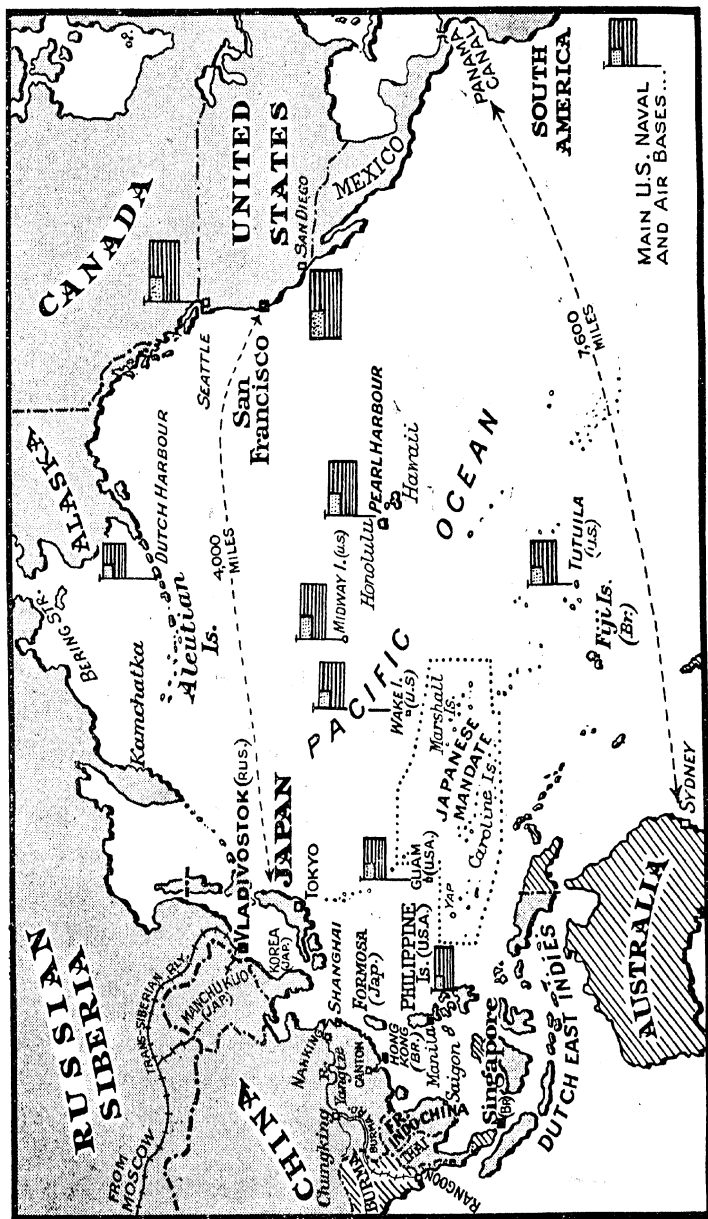 RUSSIAN
SIBERIA
FROM
MOSCOW
TRANS-SIBERIAN RLY.
MANCHUKUO
(JAP.)
VLADIVOSTOK (RUS.)
KOREA
(JAP.)
JAPAN
TOKYO
CHINA
NANKING
SHANGHAI
Chungking
Yangtze
R.
CANTON
FORMOSA
(Jap.)
HONG
KONG
(BR.)
BURMA
BURMA
RD.
FR.
INDO-CHINA
THAI
RANGOON
Saigon
Manila
PHILIPPINE
Is. (U.S.A.)
Singapore
(BR)
DUTCH EAST INDIES
AUSTRALIA
SYDNEY
GUAM
(U.S.A.)
YAP
JAPANESE
MANDATE
Caroline Is.
Marshall
Is.
WAKE I.
(U.S)
MIDWAY I. (US)
PACIFIC
OCEAN
Honolulu
PEARL HARBOUR
Hawaii
TUTUILA
(U.S.)
Fiji Is.
(Br.)
Kamchatka
BERING STR.
Aleutian
Is.
DUTCH HARBOUR
ALASKA
CANADA
SEATTLE
San
Francisco
4,000
MILES
UNITED
STATES
SAN DIEGO
MEXICO
PANAMA
CANAL
SOUTH
AMERICA
7,600
MILES
MAIN U.S. NAVAL
AND AIR BASES...